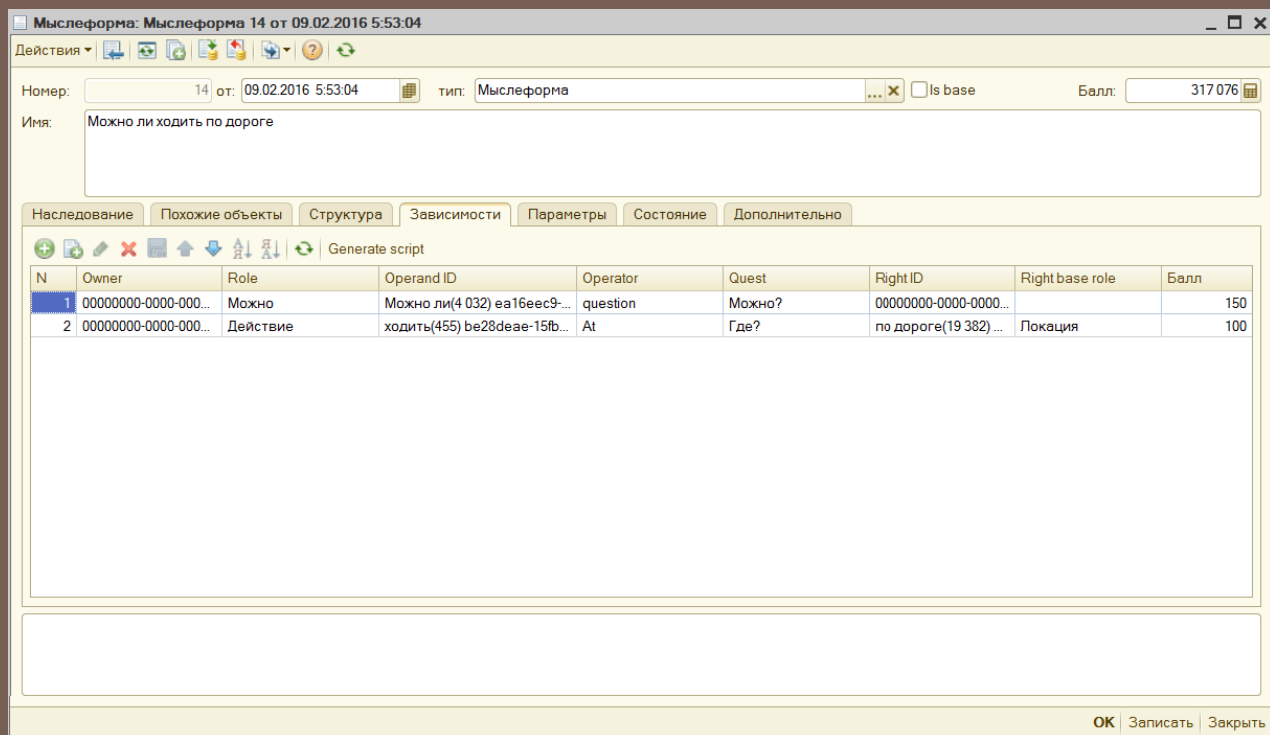 Мыслеформа: Мыслеформа 14 от 09.02.2016 5:53:04
Действия
Номер: 14 от: 09.02.2016 5:53:04 тип: Мыслеформа ... Is base Балл: 317 076
Имя: Можно ли ходить по дороге
Наследование Похожие объекты Структура Зависимости Параметры Состояние Дополнительно
Generate script
N Owner Role Operand ID Operator Quest Right ID Right base role Балл
1 00000000-0000-000... Можно Можно ли(4 032) ea16eec9-... question Можно? 00000000-0000-0000... 150
2 00000000-0000-000... Действие ходить(455) be28deae-15fb... At Где? по дороге(19 382) ... Локация 100
OK Записать Закрыть